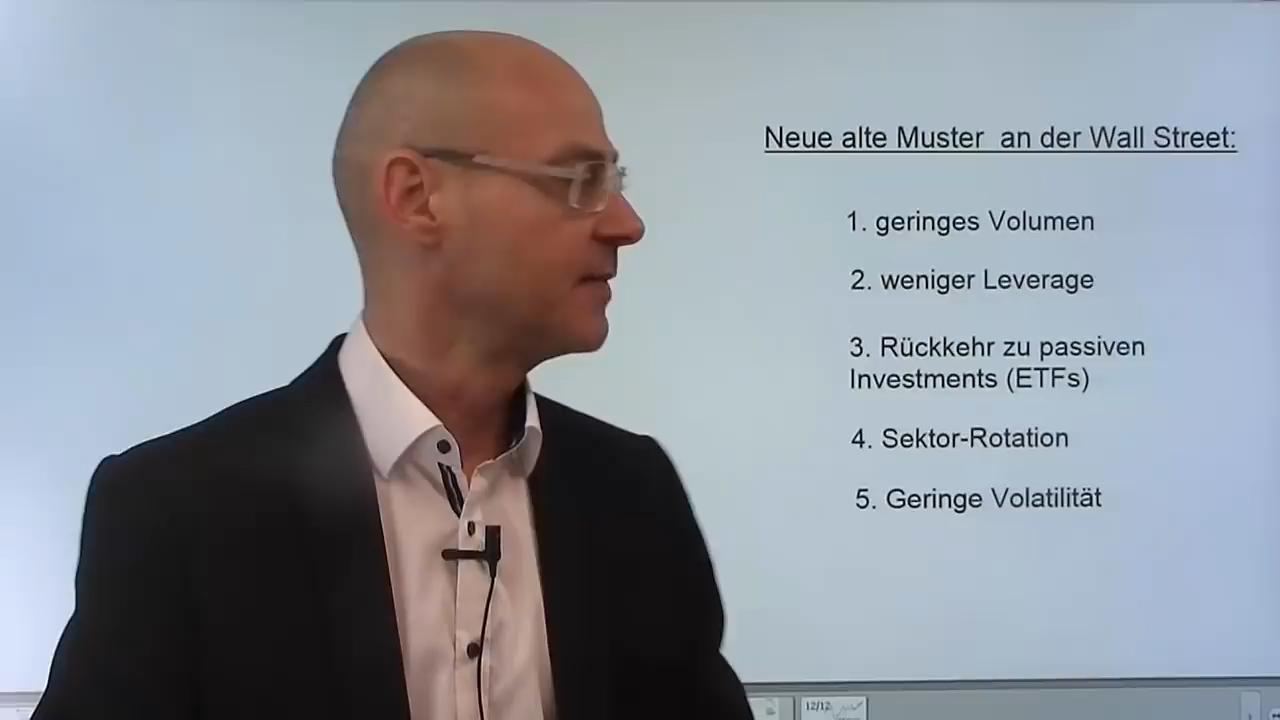 Neue alte Muster an der Wall Street:
1. geringes Volumen
2. weniger Leverage
3. Rückkehr zu passiven
Investments (ETFs)
4. Sektor-Rotation
5. Geringe Volatilität
12/12